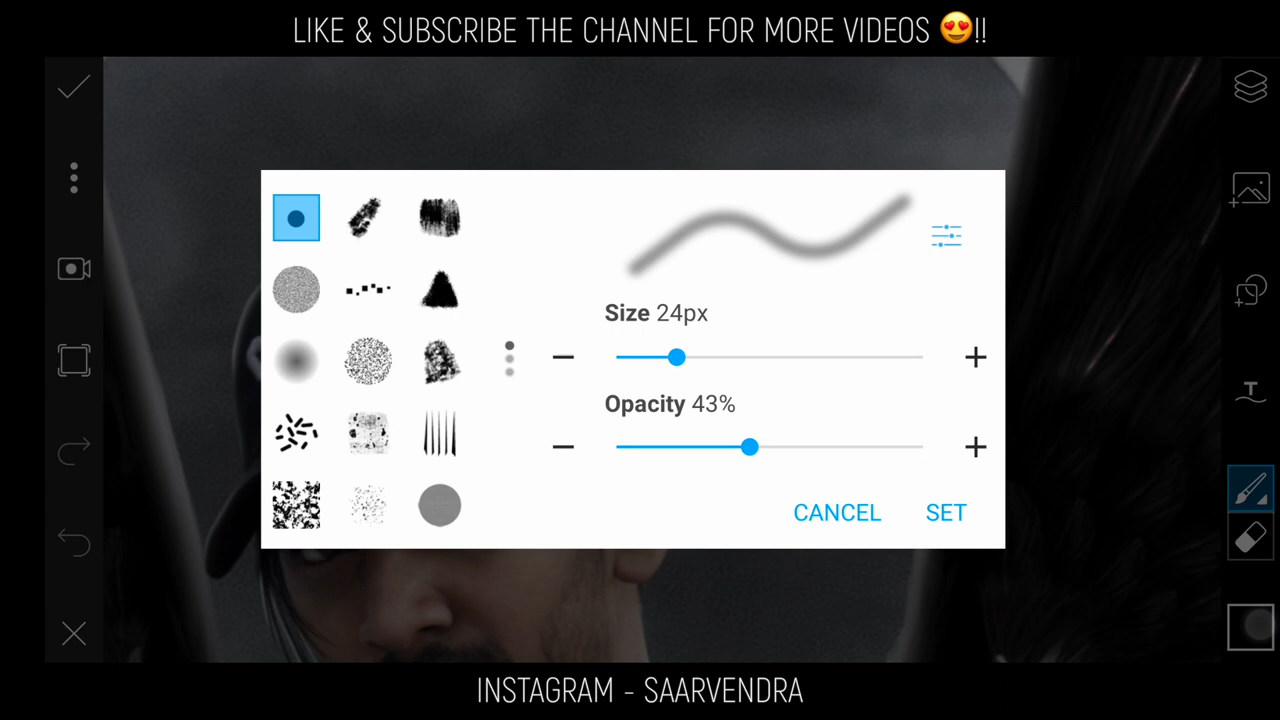 LIKE & SUBSCRIBE THE CHANNEL FOR MORE VIDEOS 😍!!
Size 24px
Opacity 43%
CANCEL SET
T
INSTAGRAM - SAARVENDRA